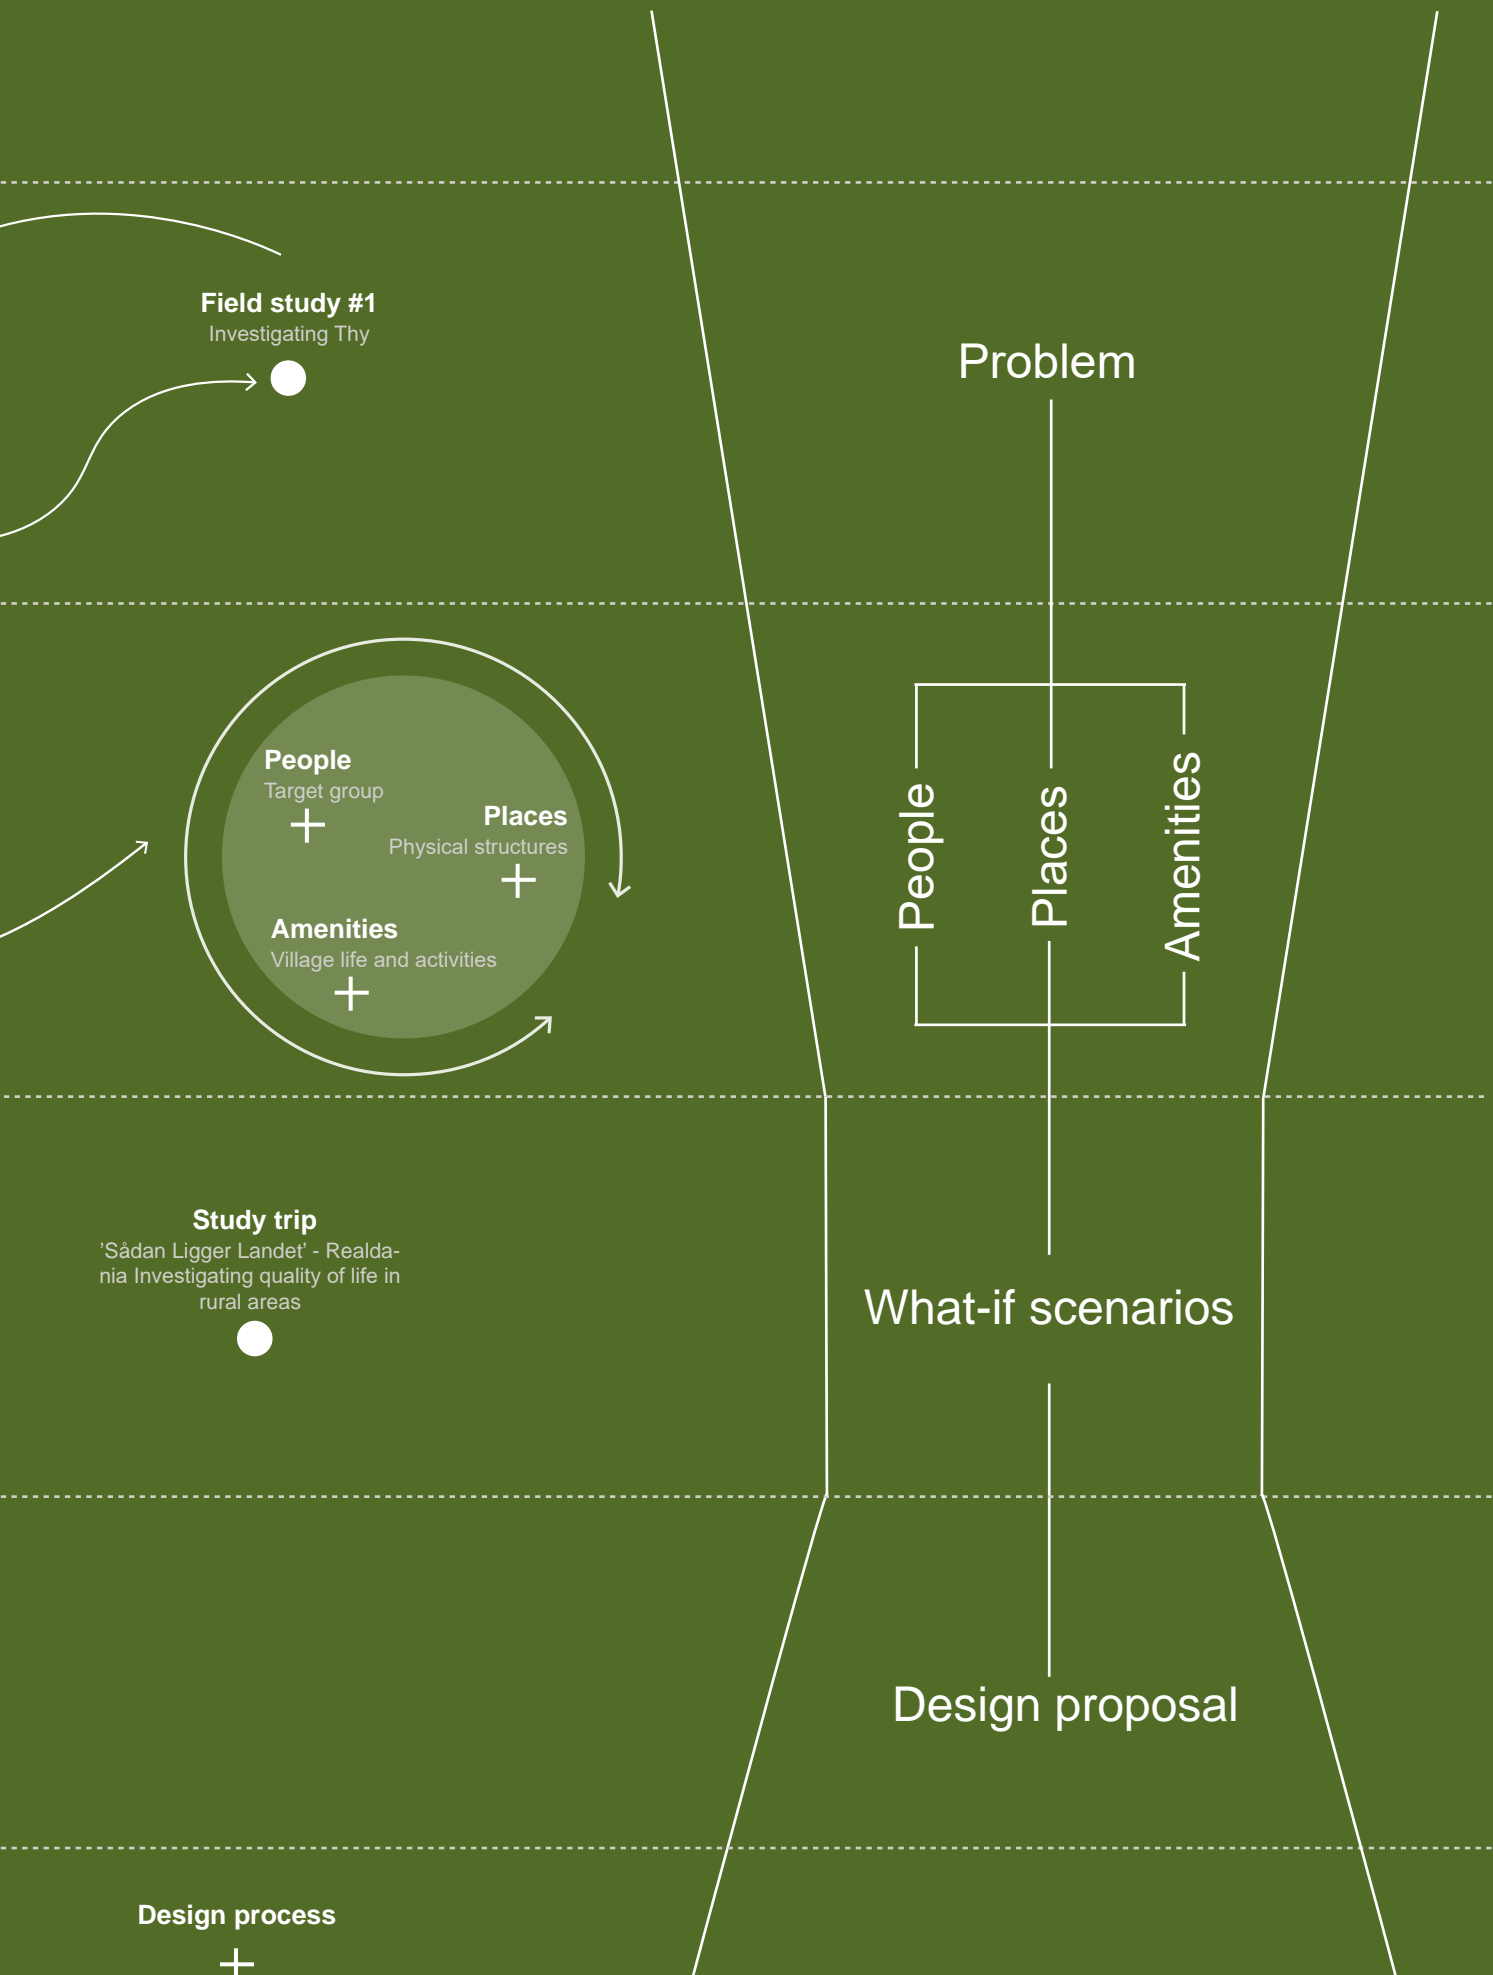 Field study #1
Investigating Thy
Problem
People
Target group
Places
Physical structures
Amenities
Village life and activities
People
Places
Amenities
Study trip
’Sådan Ligger Landet’ - Realda-
nia Investigating quality of life in
rural areas
What-if scenarios
Design proposal
Design process